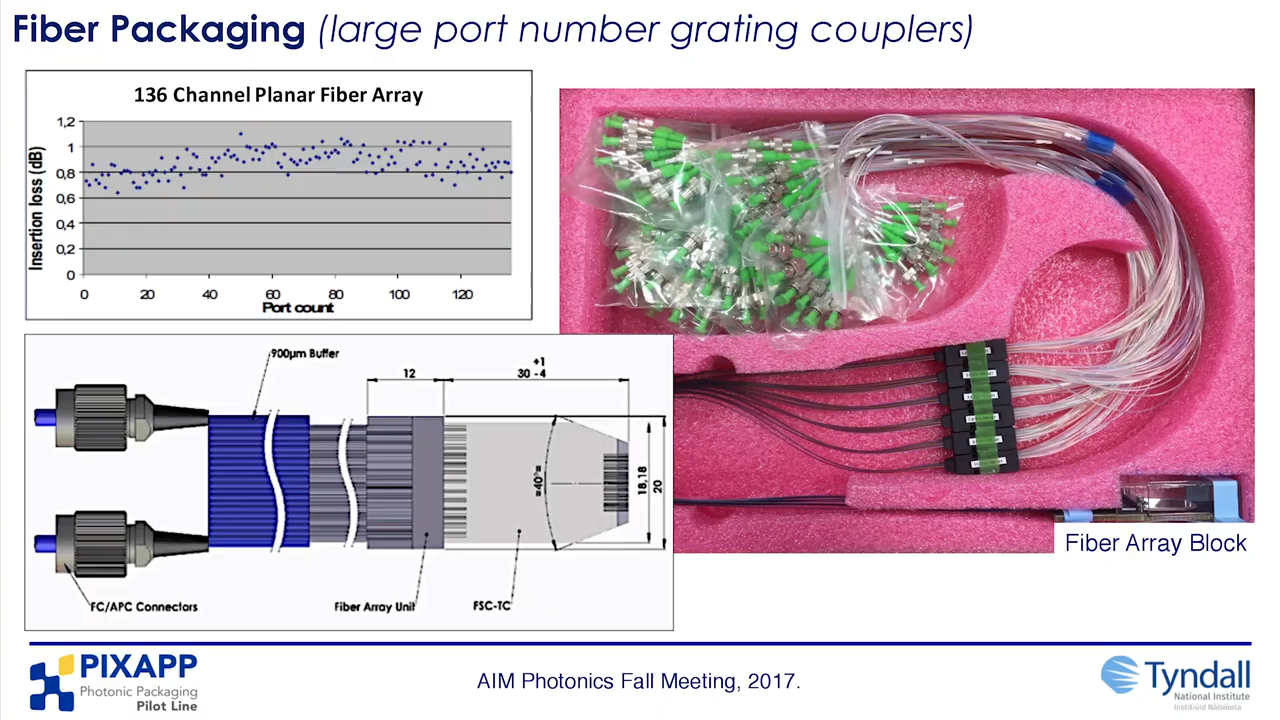 Fiber Packaging (large port number grating couplers)
136 Channel Planar Fiber Array
Insertion loss (dB)
1,2
1
0,8
0,6
0,4
0,2
0
0 20 40 60 80 100 120
Port count
900µm Buffer
12
+1
30 -4
≈40°≈
18,18
20
FC/APC Connectors
Fiber Array Unit
FSC-TC
Fiber Array Block
PIXAPP
Photonic Packaging
Pilot Line
AIM Photonics Fall Meeting, 2017.
Tyndall
National Institute
Institiúid Náisiúnta